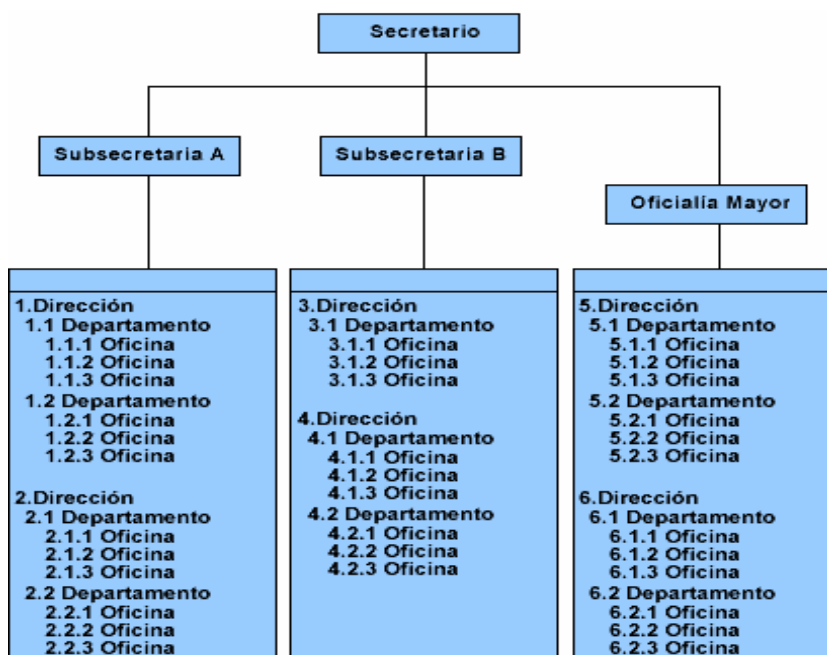 Secretario
Subsecretaria A
Subsecretaria B
Oficialía Mayor
1.Dirección
1.1 Departamento
1.1.1 Oficina
1.1.2 Oficina
1.1.3 Oficina
1.2 Departamento
1.2.1 Oficina
1.2.2 Oficina
1.2.3 Oficina
2.Dirección
2.1 Departamento
2.1.1 Oficina
2.1.2 Oficina
2.1.3 Oficina
2.2 Departamento
2.2.1 Oficina
2.2.2 Oficina
2.2.3 Oficina
3.Dirección
3.1 Departamento
3.1.1 Oficina
3.1.2 Oficina
3.1.3 Oficina
4.Dirección
4.1 Departamento
4.1.1 Oficina
4.1.2 Oficina
4.1.3 Oficina
4.2 Departamento
4.2.1 Oficina
4.2.2 Oficina
4.2.3 Oficina
5.Dirección
5.1 Departamento
5.1.1 Oficina
5.1.2 Oficina
5.1.3 Oficina
5.2 Departamento
5.2.1 Oficina
5.2.2 Oficina
5.2.3 Oficina
6.Dirección
6.1 Departamento
6.1.1 Oficina
6.1.2 Oficina
6.1.3 Oficina
6.2 Departamento
6.2.1 Oficina
6.2.2 Oficina
6.2.3 Oficina